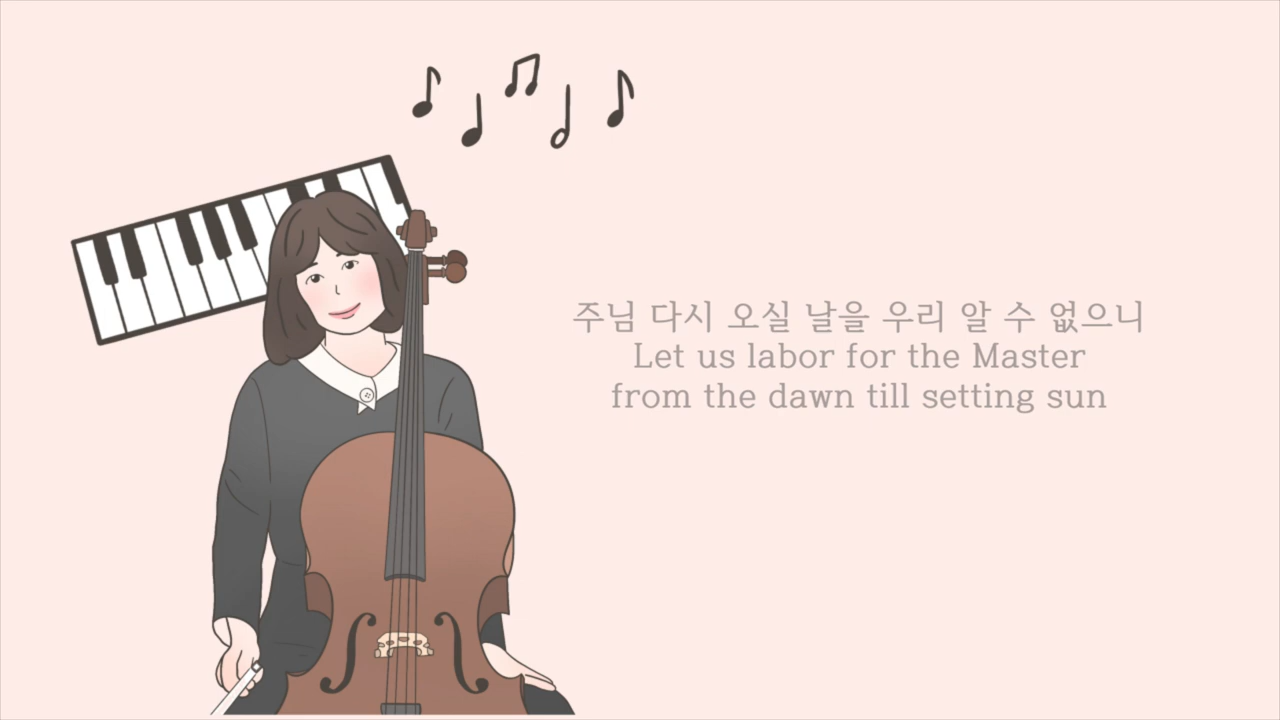 주님 다시 오실 날을 우리 알 수 없으니
Let us labor for the Master
from the dawn till setting sun